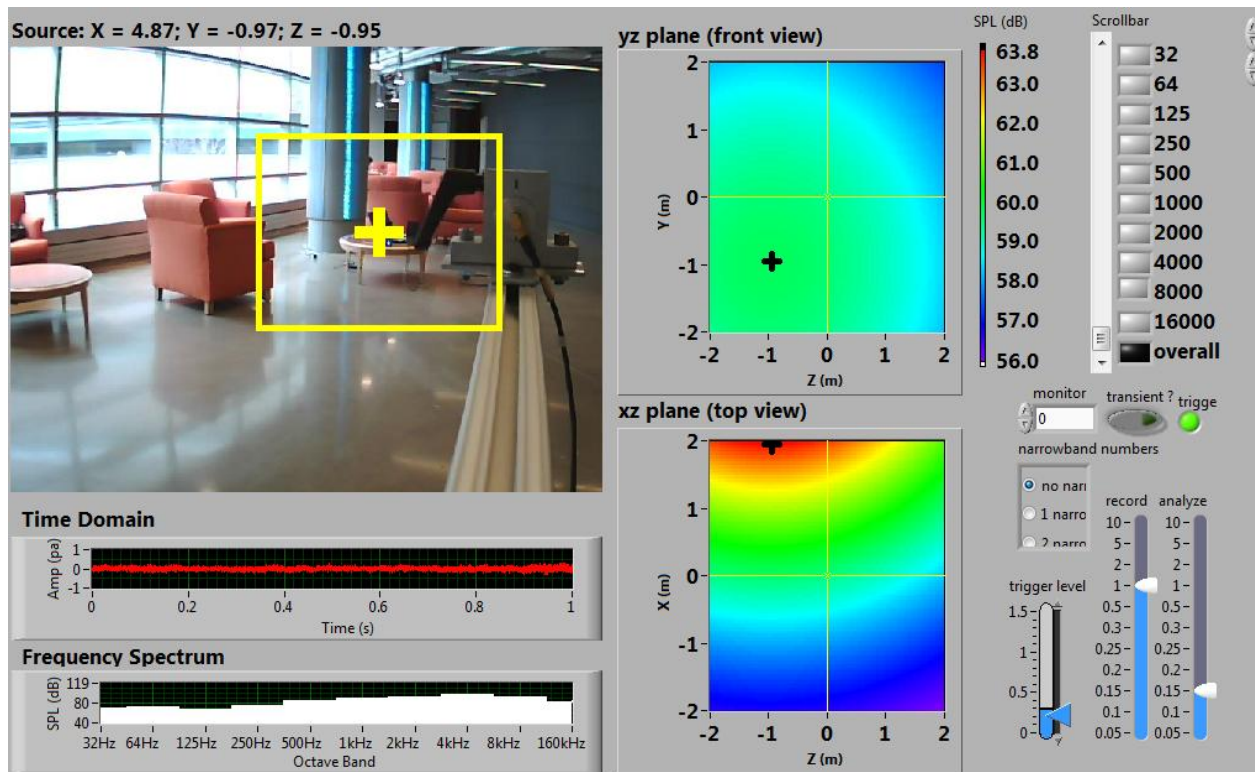 Source: X = 4.87; Y = -0.97; Z = -0.95
yz plane (front view)
2
1
0
-1
-2
Y (m)
-2 -1 0 1 2
Z (m)
SPL (dB)
63.8
63.0
62.0
61.0
60.0
59.0
58.0
57.0
56.0
Scrollbar
32
64
125
250
500
1000
2000
4000
8000
16000
overall
monitor
0
transient ?
trigge
narrowband numbers
no nari
1 narro
2 narro
xz plane (top view)
2
1
0
-1
-2
X (m)
-2 -1 0 1 2
Z (m)
record
10
5
2
1
0.5
0.3
0.25
0.2
0.15
0.1
0.05
analyze
10
5
2
1
0.5
0.3
0.25
0.2
0.15
0.1
0.05
trigger level
1.5
1
0.5
0
Time Domain
Amp (pa)
1
0
-1
0 0.2 0.4 0.6 0.8 1
Time (s)
Frequency Spectrum
SPL (dB)
119
80
40
32Hz 64Hz 125Hz 250Hz 500Hz 1kHz 2kHz 4kHz 8kHz 160kHz
Octave Band